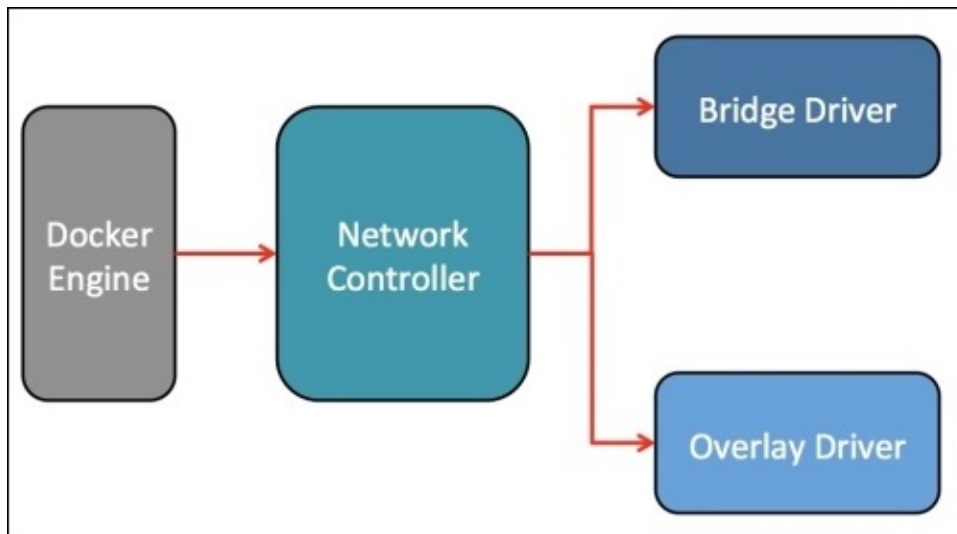 Docker
Engine
Network
Controller
Bridge Driver
Overlay Driver